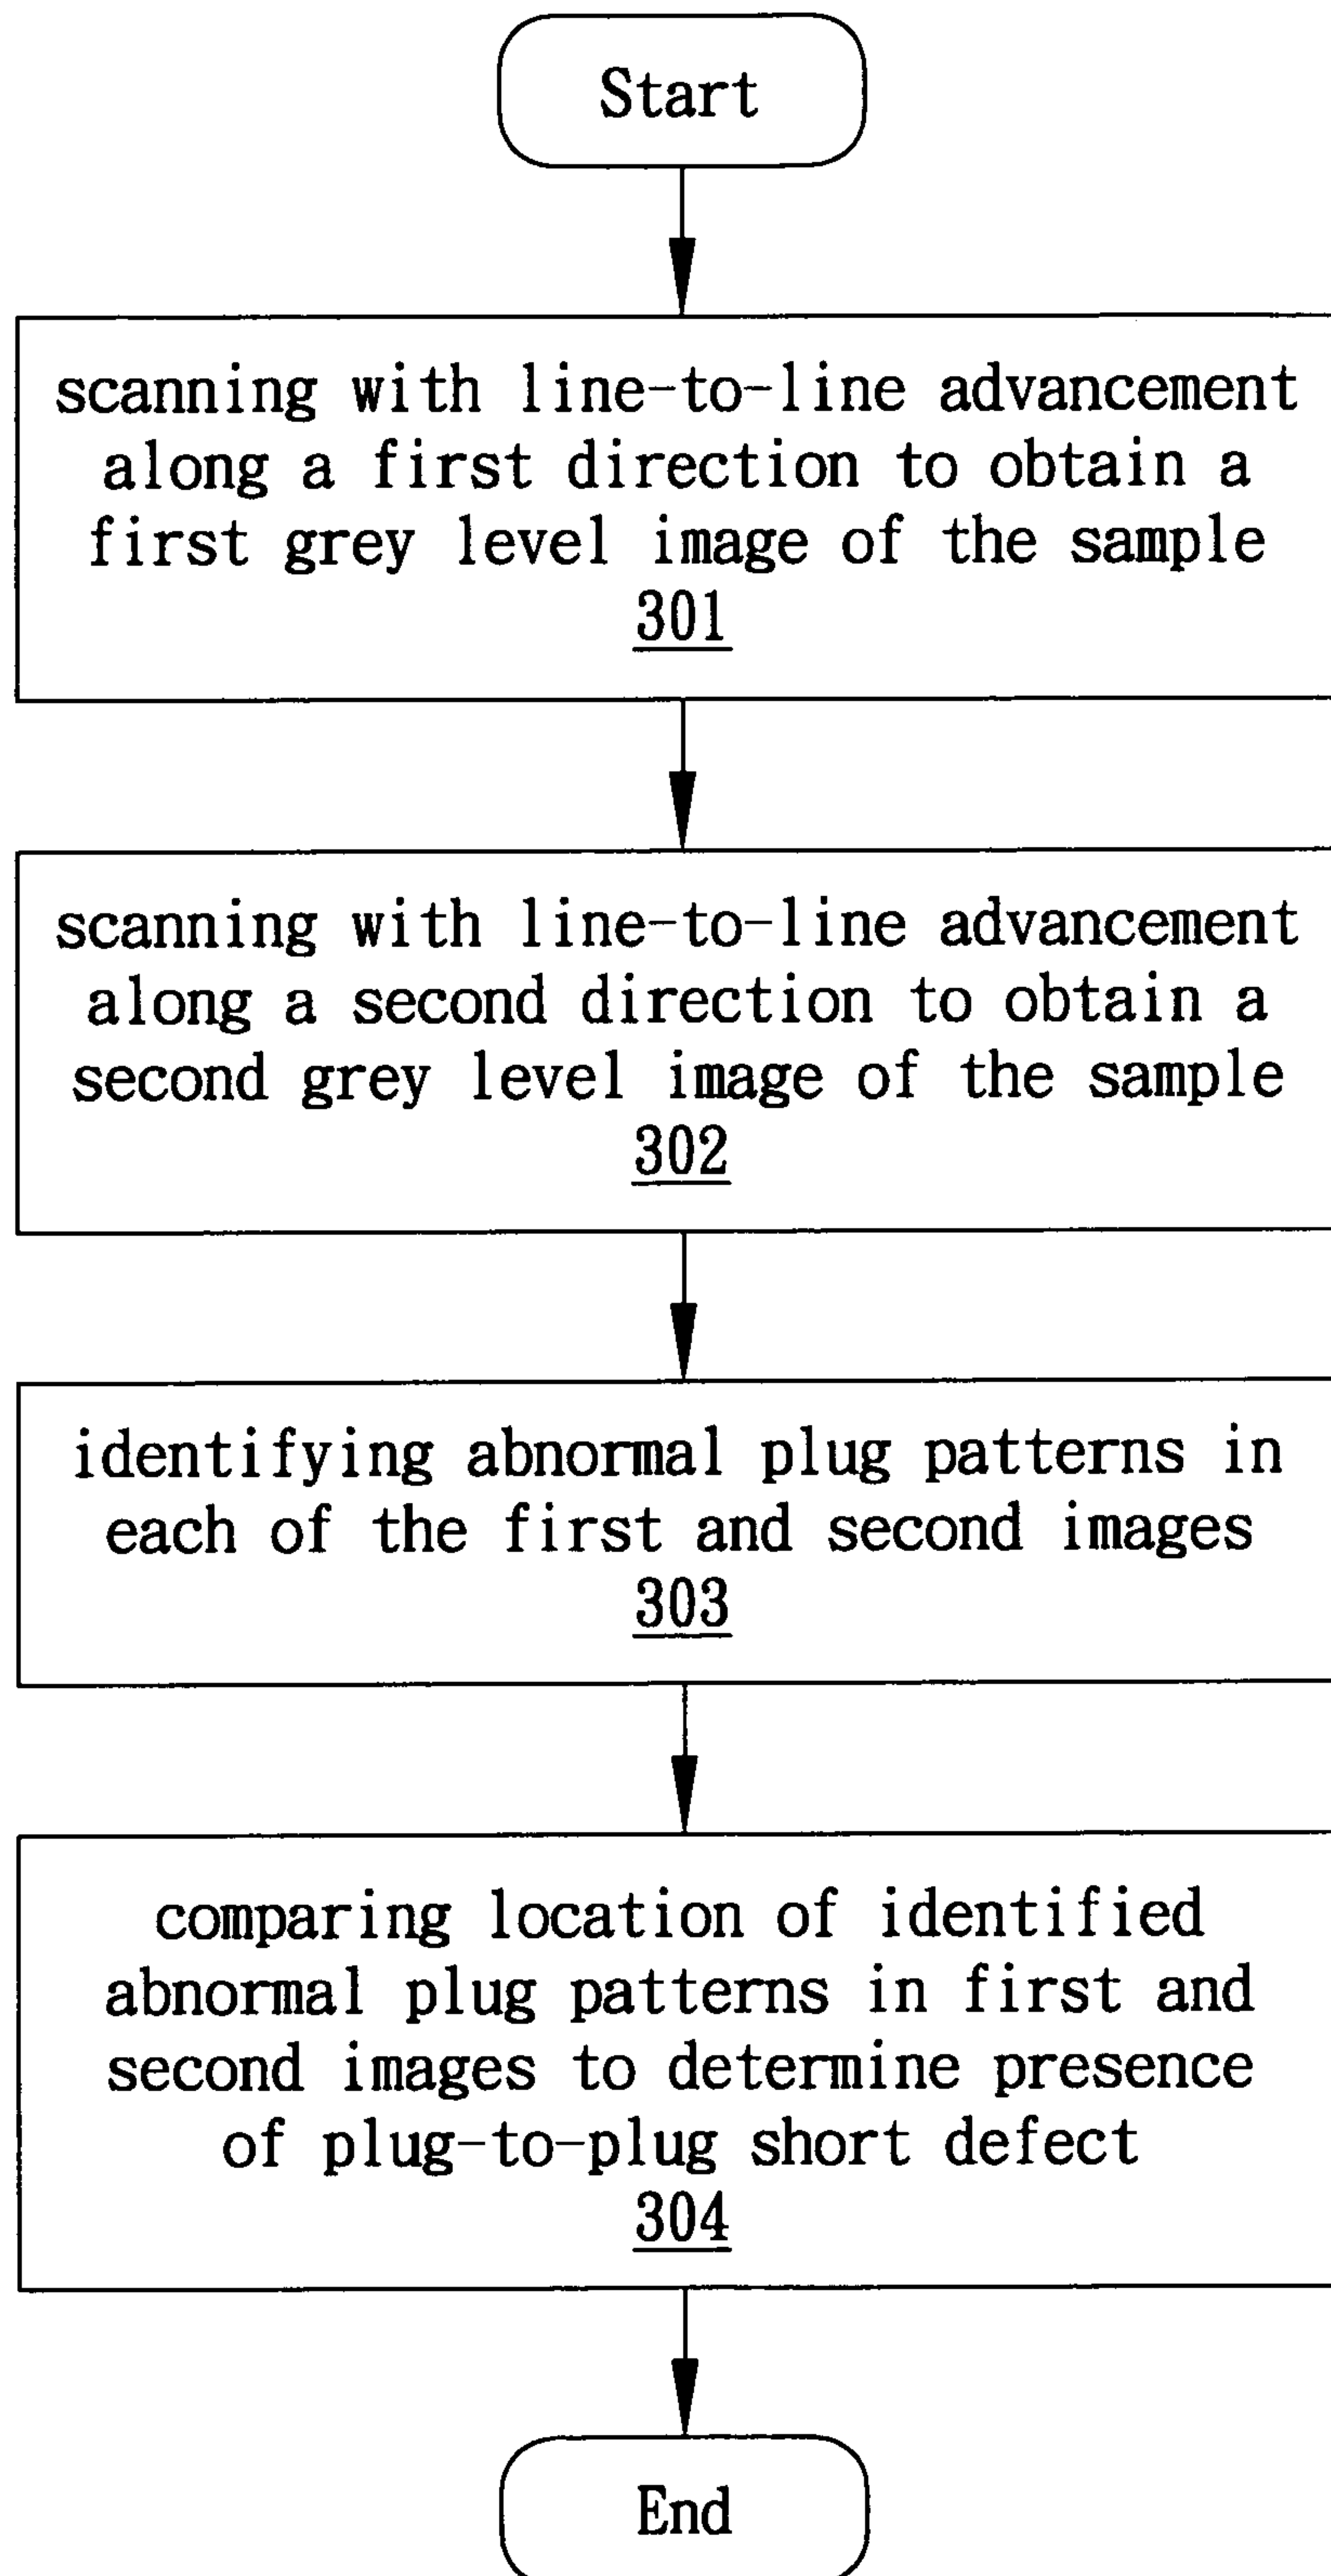 Start
scanning with line-to-line advancement
along a first direction to obtain a
first grey level image of the sample
301
scanning with line-to-line advancement
along a second direction to obtain a
second grey level image of the sample
302
identifying abnormal plug patterns in
each of the first and second images
303
comparing location of identified
abnormal plug patterns in first and
second images to determine presence
of plug-to-plug short defect
304
End